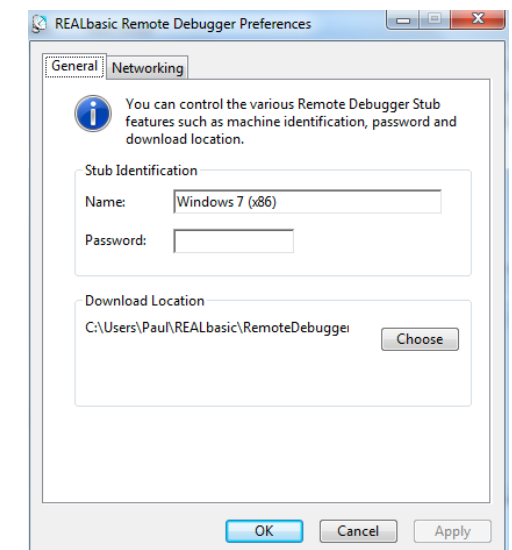 REALbasic Remote Debugger Preferences
General Networking
You can control the various Remote Debugger Stub
features such as machine identification, password and
download location.
Stub Identification
Name: Windows 7 (x86)
Password:
Download Location
C:\Users\Paul\REALbasic\RemoteDebugger
Choose
OK Cancel Apply